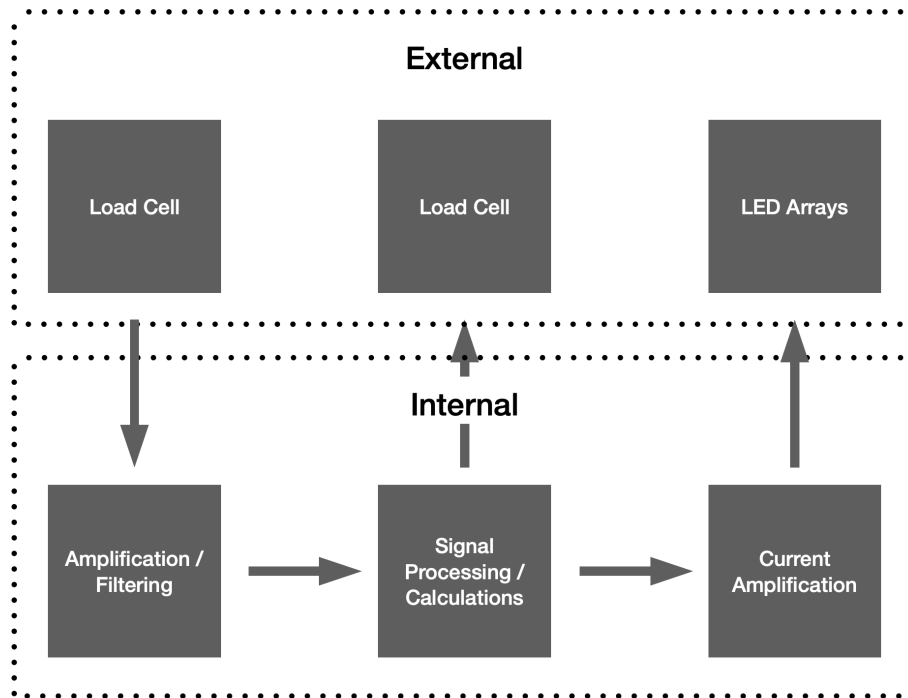 External
Load Cell
Load Cell
LED Arrays
Internal
Amplification /
Filtering
Signal
Processing /
Calculations
Current
Amplification